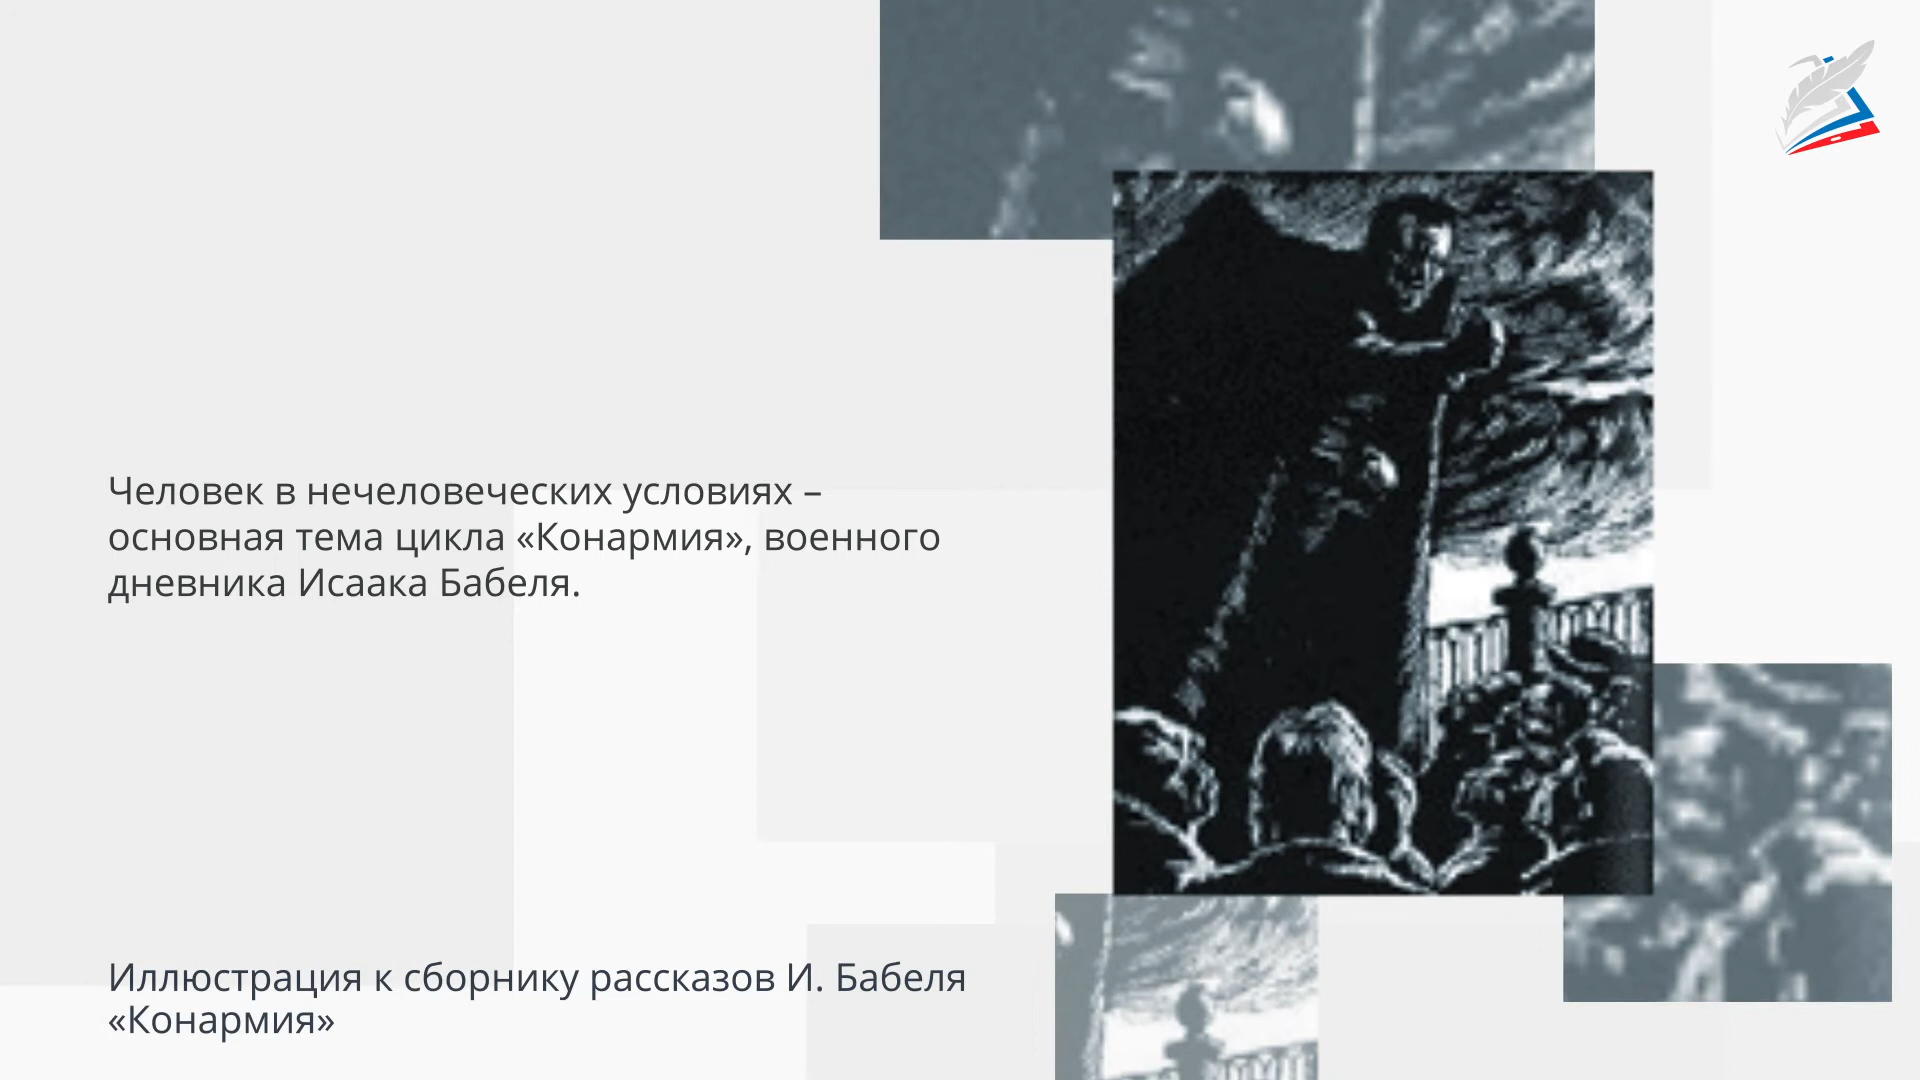 Человек в нечеловеческих условиях –
основная тема цикла «Конармия», военного
дневника Исаака Бабеля.
Иллюстрация к сборнику рассказов И. Бабеля
«Конармия»